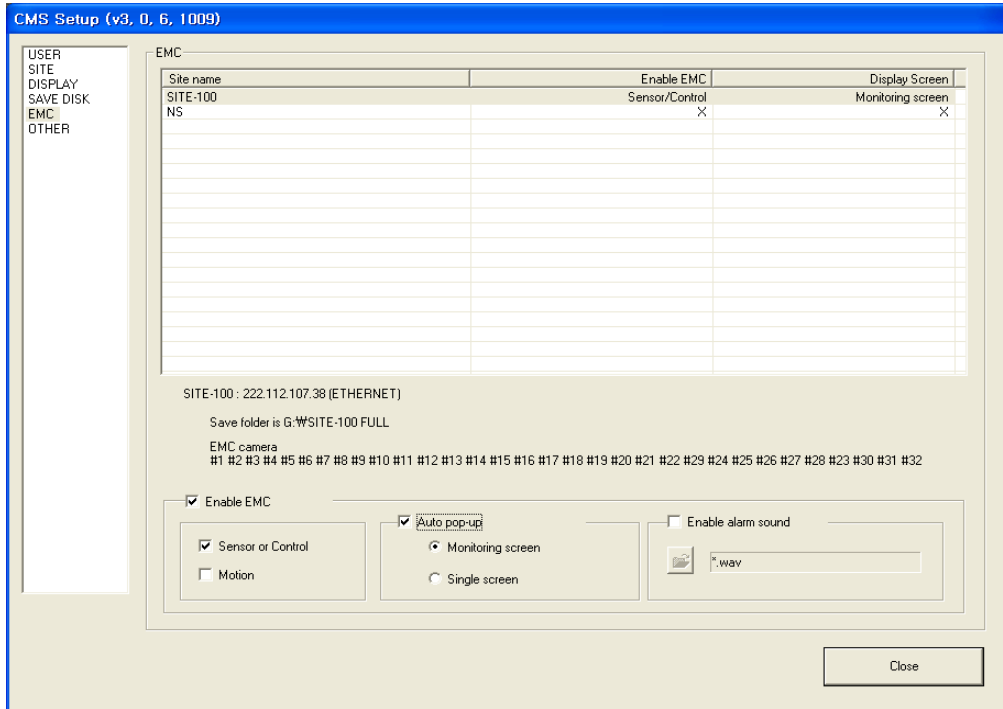 CMS Setup (v3, 0, 6, 1009)
USER
SITE
DISPLAY
SAVE DISK
EMC
OTHER
EMC
Site name Enable EMC Display Screen
SITE-100 Sensor/Control Monitoring screen
NS X X
SITE-100 : 222.112.107.38 (ETHERNET)
Save folder is G:₩SITE-100 FULL
EMC camera
#1 #2 #3 #4 #5 #6 #7 #8 #9 #10 #11 #12 #13 #14 #15 #16 #17 #18 #19 #20 #21 #22 #29 #24 #25 #26 #27 #28 #23 #30 #31 #32
Enable EMC
Sensor or Control
Motion
Auto pop-up
Monitoring screen
Single screen
Enable alarm sound
*.wav
Close